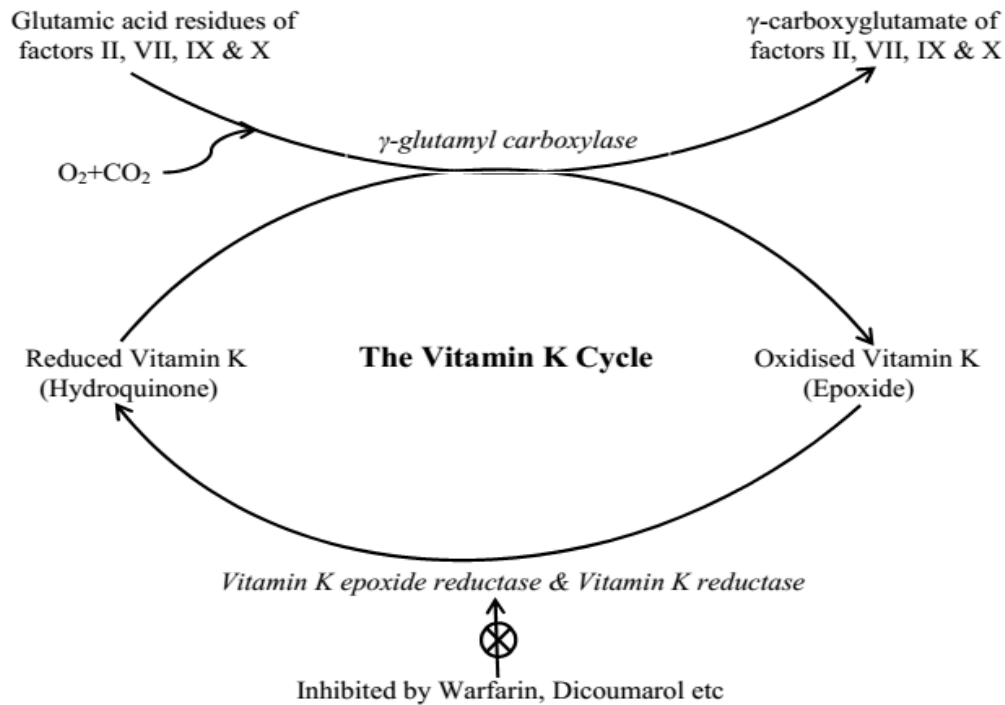 Glutamic acid residues of
factors II, VII, IX & X
γ-carboxyglutamate of
factors II, VII, IX & X
γ-glutamyl carboxylase
O₂+CO₂
Reduced Vitamin K
(Hydroquinone)
The Vitamin K Cycle
Oxidised Vitamin K
(Epoxide)
Vitamin K epoxide reductase & Vitamin K reductase
Inhibited by Warfarin, Dicoumarol etc